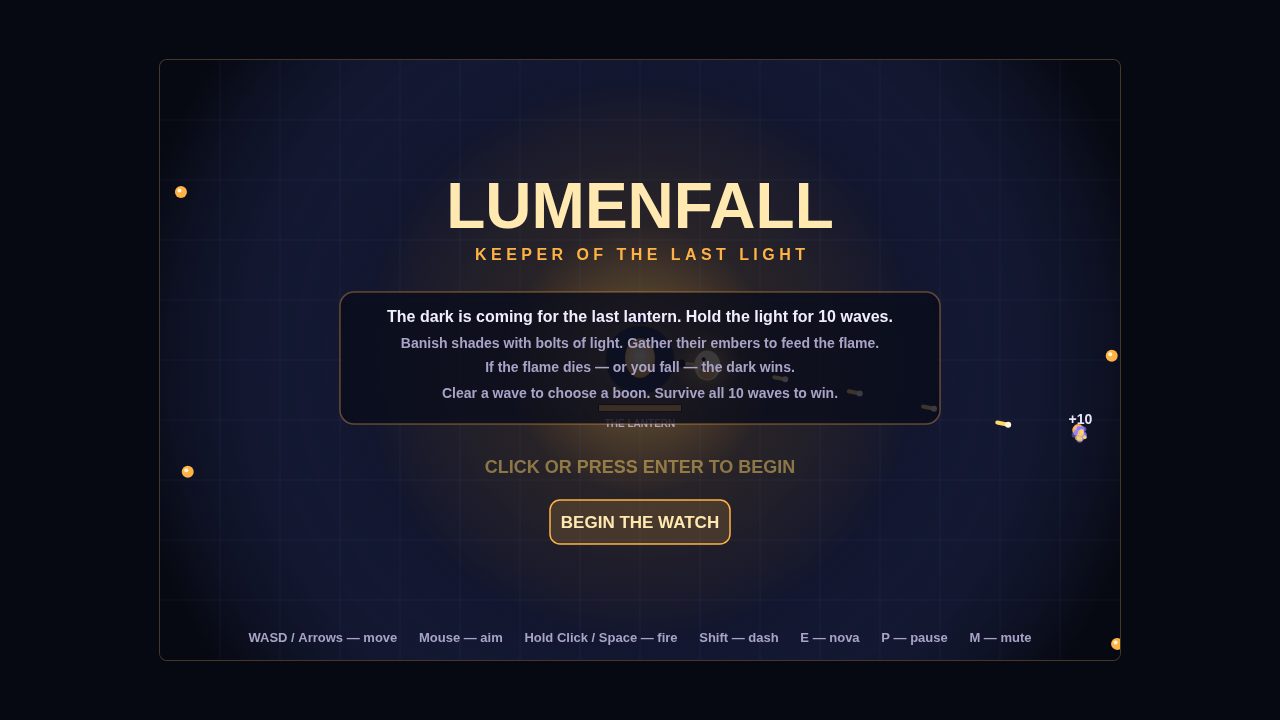 LUMENFALL
KEEPER OF THE LAST LIGHT
The dark is coming for the last lantern. Hold the light for 10 waves.
Banish shades with bolts of light. Gather their embers to feed the flame.
If the flame dies — or you fall — the dark wins.
Clear a wave to choose a boon. Survive all 10 waves to win.
THE LANTERN
+10
CLICK OR PRESS ENTER TO BEGIN
BEGIN THE WATCH
WASD / Arrows — move Mouse — aim Hold Click / Space — fire Shift — dash E — nova P — pause M — mute